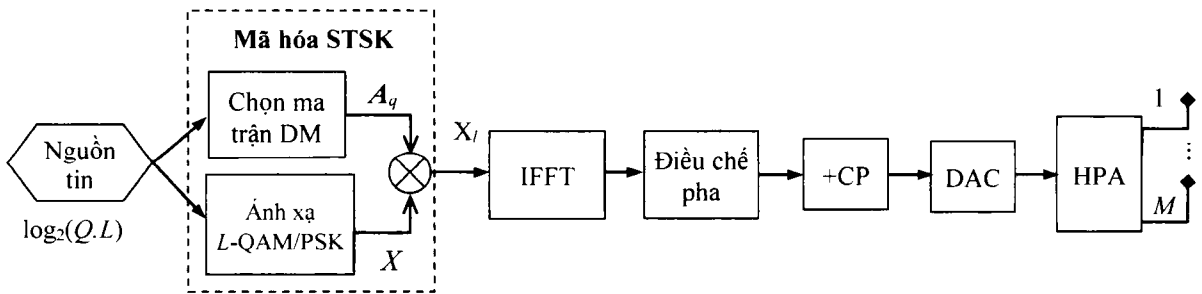 Mã hóa STSK
Chọn ma
trận DM
A_q
Nguồn
tin
log₂(Q.L)
Ánh xạ
L-QAM/PSK
X
X_l
IFFT
Điều chế
pha
+CP
DAC
HPA
1
⋮
M